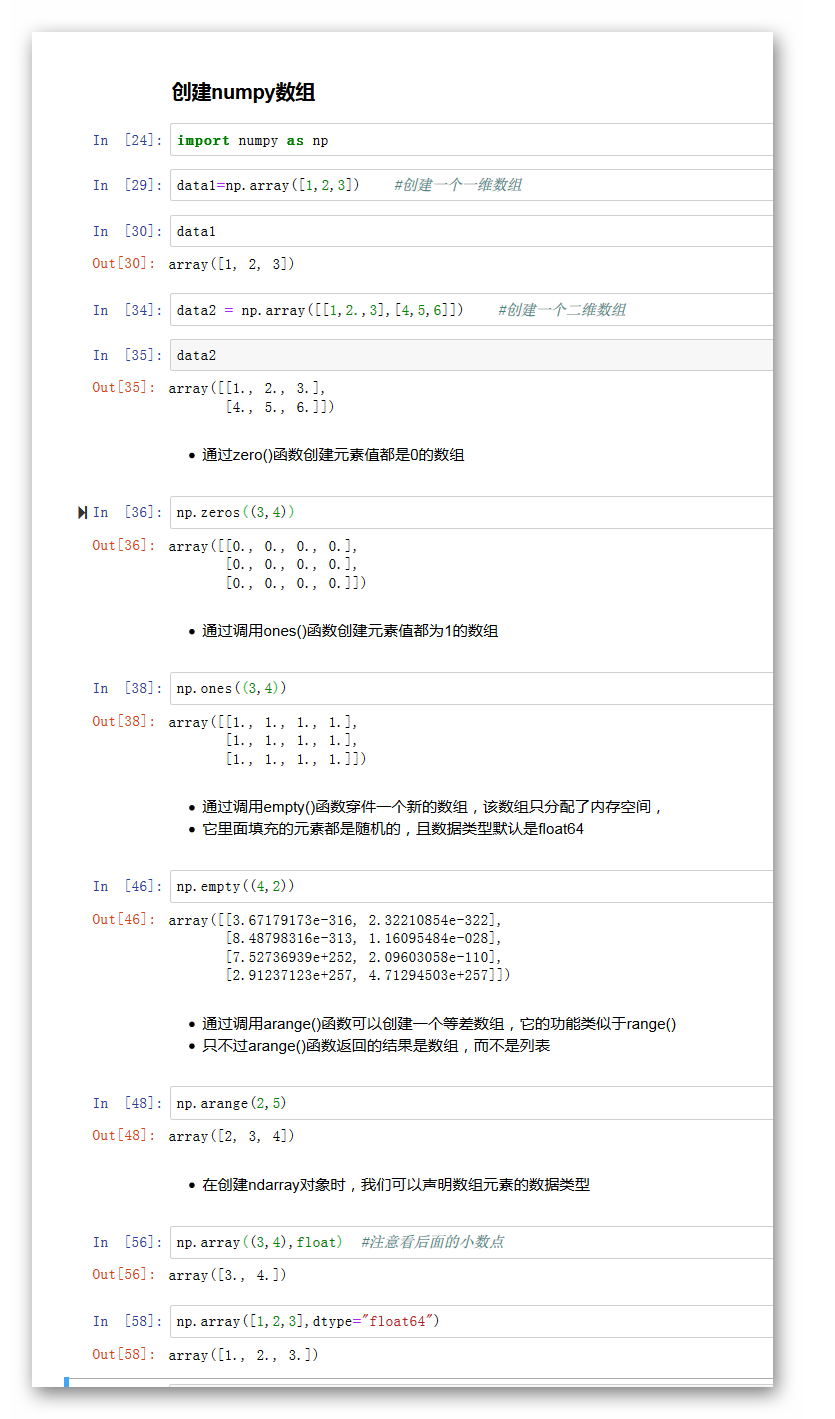 创建numpy数组
In [24]: import numpy as np
In [29]: data1=np.array([1,2,3]) #创建一个一维数组
In [30]: data1
Out[30]: array([1, 2, 3])
In [34]: data2 = np.array([[1,2.,3],[4,5,6]]) #创建一个二维数组
In [35]: data2
Out[35]: array([[1., 2., 3.],
[4., 5., 6.]])
• 通过zero()函数创建元素值都是0的数组
In [36]: np.zeros((3,4))
Out[36]: array([[0., 0., 0., 0.],
[0., 0., 0., 0.],
[0., 0., 0., 0.]])
• 通过调用ones()函数创建元素值都为1的数组
In [38]: np.ones((3,4))
Out[38]: array([[1., 1., 1., 1.],
[1., 1., 1., 1.],
[1., 1., 1., 1.]])
• 通过调用empty()函数穿件一个新的数组，该数组只分配了内存空间，
• 它里面填充的元素都是随机的，且数据类型默认是float64
In [46]: np.empty((4,2))
Out[46]: array([[3.67179173e-316, 2.32210854e-322],
[8.48798316e-313, 1.16095484e-028],
[7.52736939e+252, 2.09603058e-110],
[2.91237123e+257, 4.71294503e+257]])
• 通过调用arange()函数可以创建一个等差数组，它的功能类似于range()
• 只不过arange()函数返回的结果是数组，而不是列表
In [48]: np.arange(2,5)
Out[48]: array([2, 3, 4])
• 在创建ndarray对象时，我们可以声明数组元素的数据类型
In [56]: np.array((3,4),float) #注意看后面的小数点
Out[56]: array([3., 4.])
In [58]: np.array([1,2,3],dtype="float64")
Out[58]: array([1., 2., 3.])